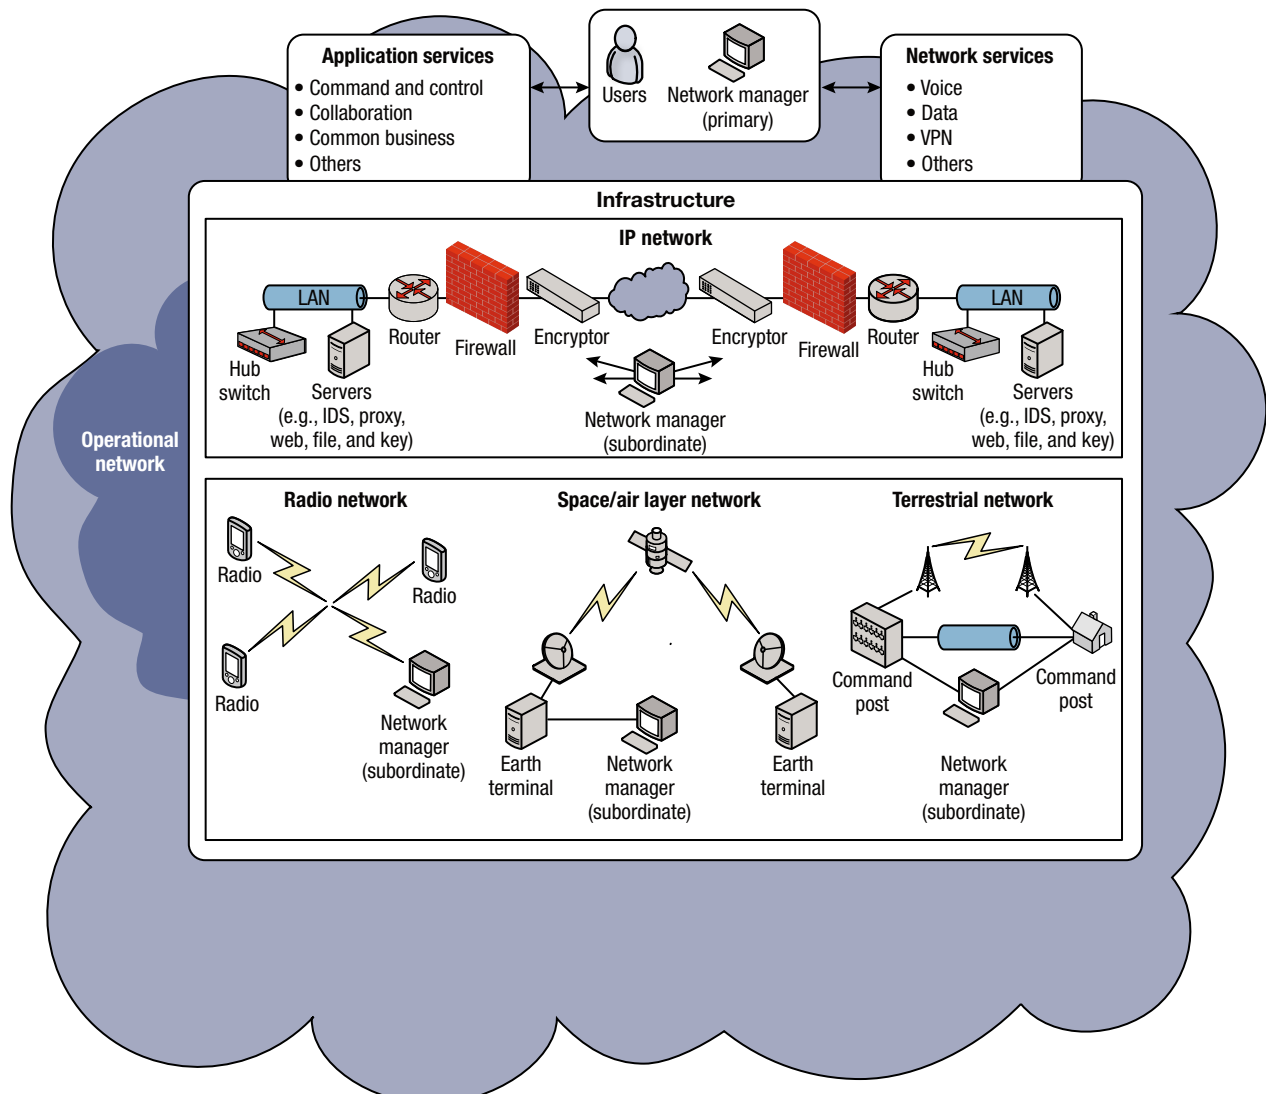 Application services
• Command and control
• Collaboration
• Common business
• Others
Users
Network manager
(primary)
Network services
• Voice
• Data
• VPN
• Others
Infrastructure
IP network
LAN
Router
Firewall
Encryptor
Encryptor
Firewall
Router
LAN
Hub
switch
Servers
(e.g., IDS, proxy,
web, file, and key)
Network manager
(subordinate)
Hub
switch
Servers
(e.g., IDS, proxy,
web, file, and key)
Operational
network
Radio network
Radio
Radio
Radio
Network
manager
(subordinate)
Space/air layer network
Earth
terminal
Network
manager
(subordinate)
Earth
terminal
Terrestrial network
Command
post
Command
post
Network
manager
(subordinate)